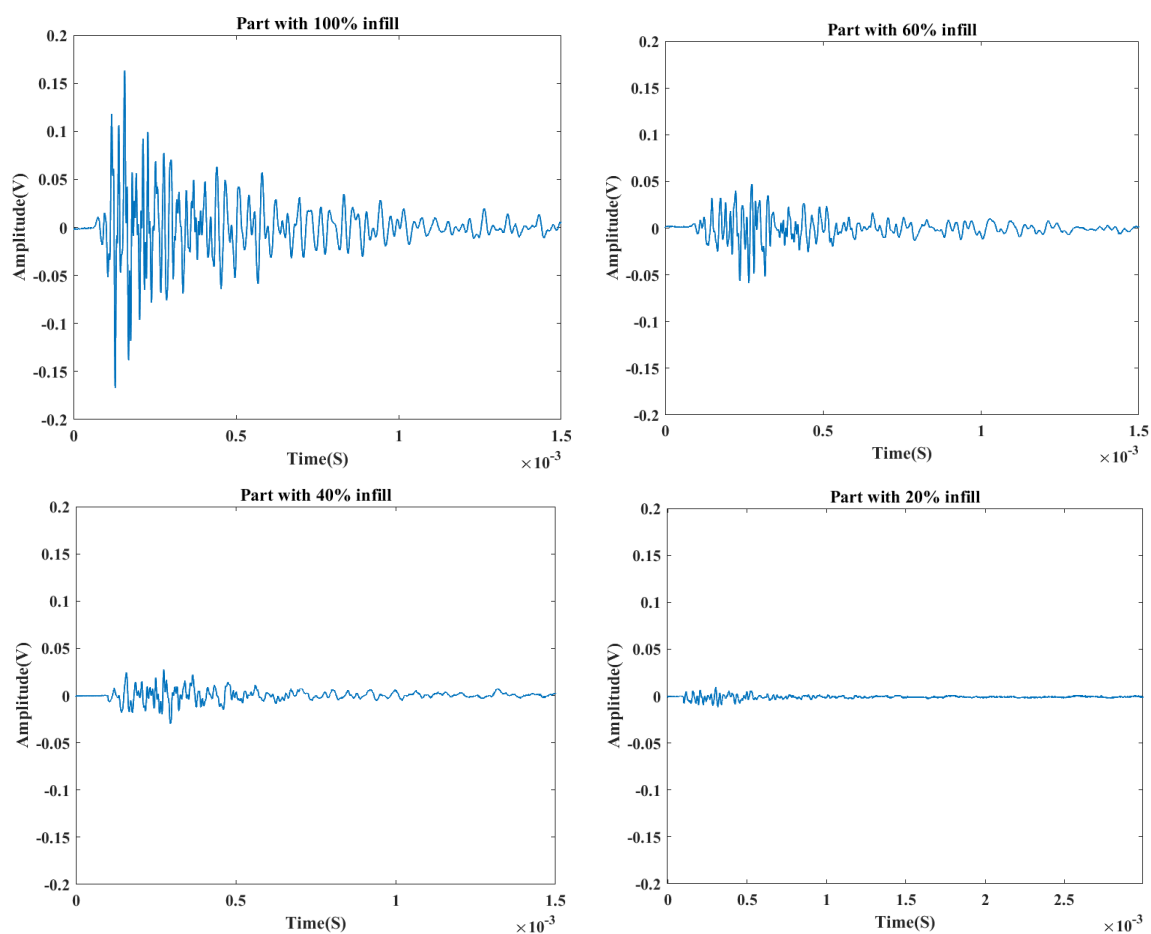 Part with 100% infill
0.2
0.15
0.1
0.05
0
-0.05
-0.1
-0.15
-0.2
Amplitude(V)
0 0.5 1 1.5
Time(S)
×10-3
Part with 60% infill
0.2
0.15
0.1
0.05
0
-0.05
-0.1
-0.15
-0.2
Amplitude(V)
0 0.5 1 1.5
Time(S)
×10-3
Part with 40% infill
0.2
0.15
0.1
0.05
0
-0.05
-0.1
-0.15
-0.2
Amplitude(V)
0 0.5 1 1.5
Time(S)
×10-3
Part with 20% infill
0.2
0.15
0.1
0.05
0
-0.05
-0.1
-0.15
-0.2
Amplitude(V)
0 0.5 1 1.5 2 2.5
Time(S)
×10-3